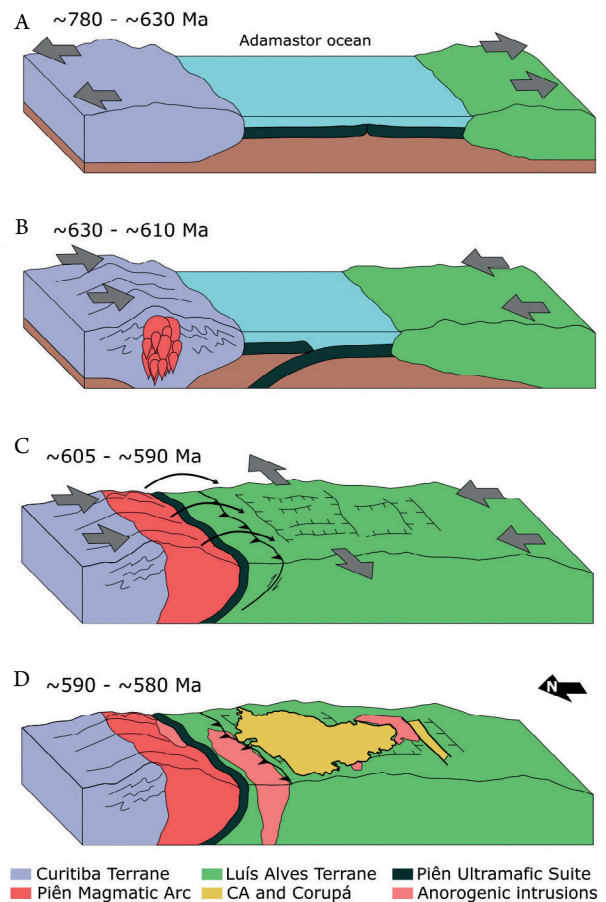 A
~780 - ~630 Ma
Adamastor ocean
B
~630 - ~610 Ma
C
~605 - ~590 Ma
D
~590 - ~580 Ma
N
Curitiba Terrane
Luís Alves Terrane
Piên Ultramafic Suite
Piên Magmatic Arc
CA and Corupá
Anorogenic intrusions